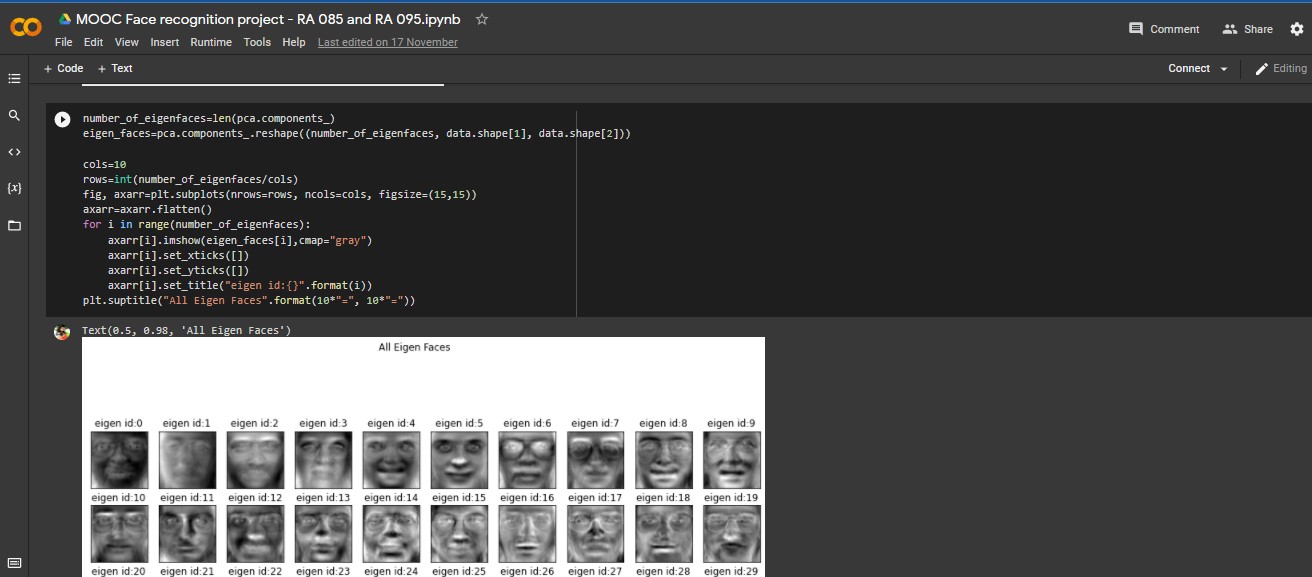 MOOC Face recognition project - RA 085 and RA 095.ipynb
Comment Share
File Edit View Insert Runtime Tools Help Last edited on 17 November
+ Code + Text
Connect Editing
{x}
number_of_eigenfaces=len(pca.components_)
eigen_faces=pca.components_.reshape((number_of_eigenfaces, data.shape[1], data.shape[2]))
cols=10
rows=int(number_of_eigenfaces/cols)
fig, axarr=plt.subplots(nrows=rows, ncols=cols, figsize=(15,15))
axarr=axarr.flatten()
for i in range(number_of_eigenfaces):
    axarr[i].imshow(eigen_faces[i],cmap="gray")
    axarr[i].set_xticks([])
    axarr[i].set_yticks([])
    axarr[i].set_title("eigen id:{}".format(i))
plt.suptitle("All Eigen Faces".format(10*"=", 10*"="))
Text(0.5, 0.98, 'All Eigen Faces')
All Eigen Faces
eigen id:0 eigen id:1 eigen id:2 eigen id:3 eigen id:4 eigen id:5 eigen id:6 eigen id:7 eigen id:8 eigen id:9
eigen id:10 eigen id:11 eigen id:12 eigen id:13 eigen id:14 eigen id:15 eigen id:16 eigen id:17 eigen id:18 eigen id:19
eigen id:20 eigen id:21 eigen id:22 eigen id:23 eigen id:24 eigen id:25 eigen id:26 eigen id:27 eigen id:28 eigen id:29